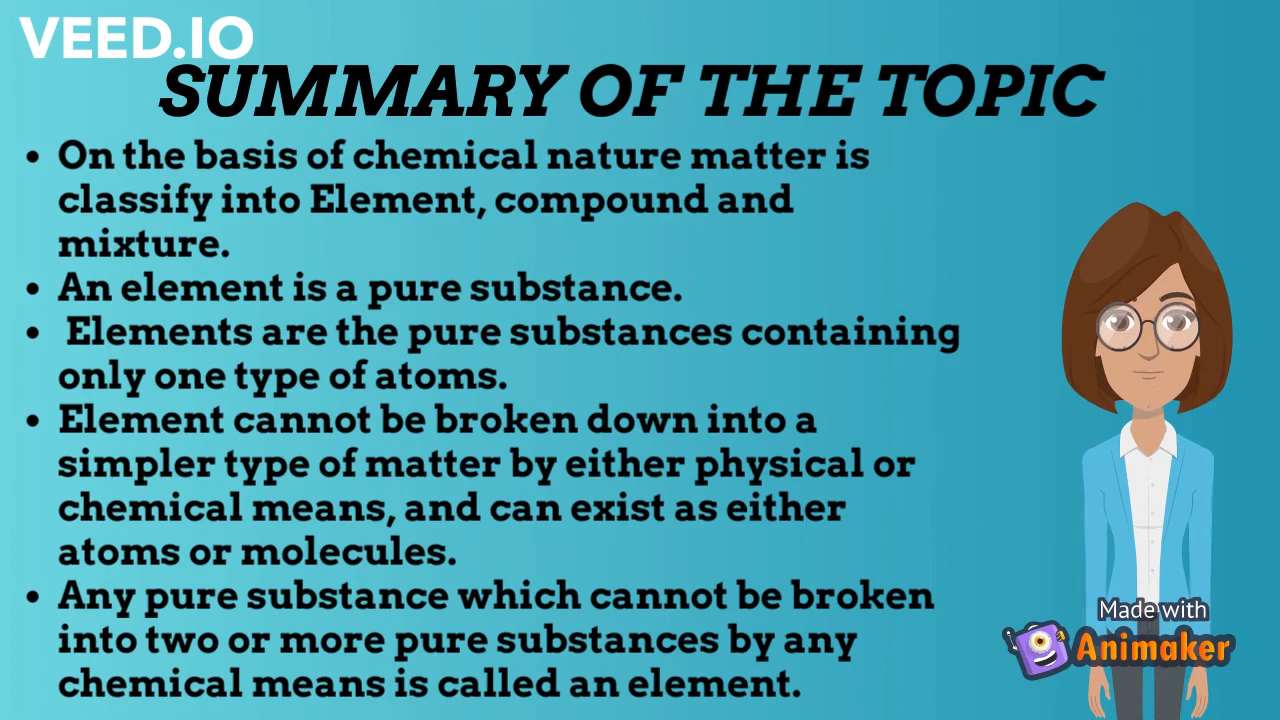 VEED.IO
SUMMARY OF THE TOPIC
• On the basis of chemical nature matter is
classify into Element, compound and
mixture.
• An element is a pure substance.
• Elements are the pure substances containing
only one type of atoms.
• Element cannot be broken down into a
simpler type of matter by either physical or
chemical means, and can exist as either
atoms or molecules.
• Any pure substance which cannot be broken
into two or more pure substances by any
chemical means is called an element.
Made with
Animaker